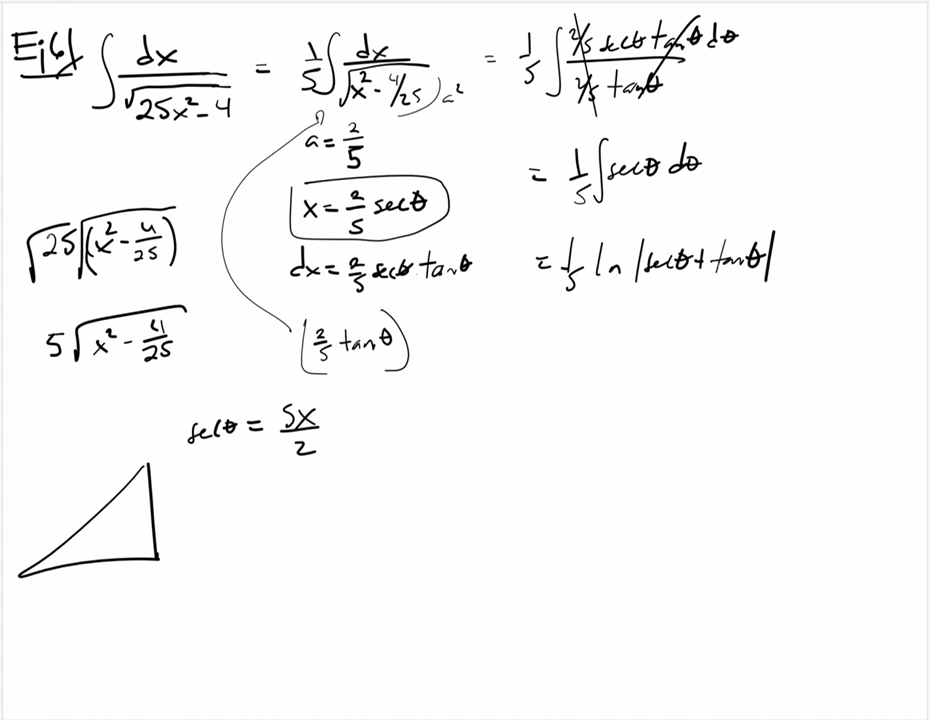 Ej6) ∫ dx / √(25x² - 4) = 1/5 ∫ dx / √(x² - 4/25) a² = 1/5 ∫ 2/5 secθ tanθ dθ / 2/5 tanθ
a = 2/5
= 1/5 ∫ secθ dθ
x = 2/5 secθ
√25 √(x² - 4/25)
dx = 2/5 secθ tanθ
= 1/5 ln |secθ + tanθ|
5 √(x² - 4/25)
(2/5 tanθ)
secθ = 5x/2